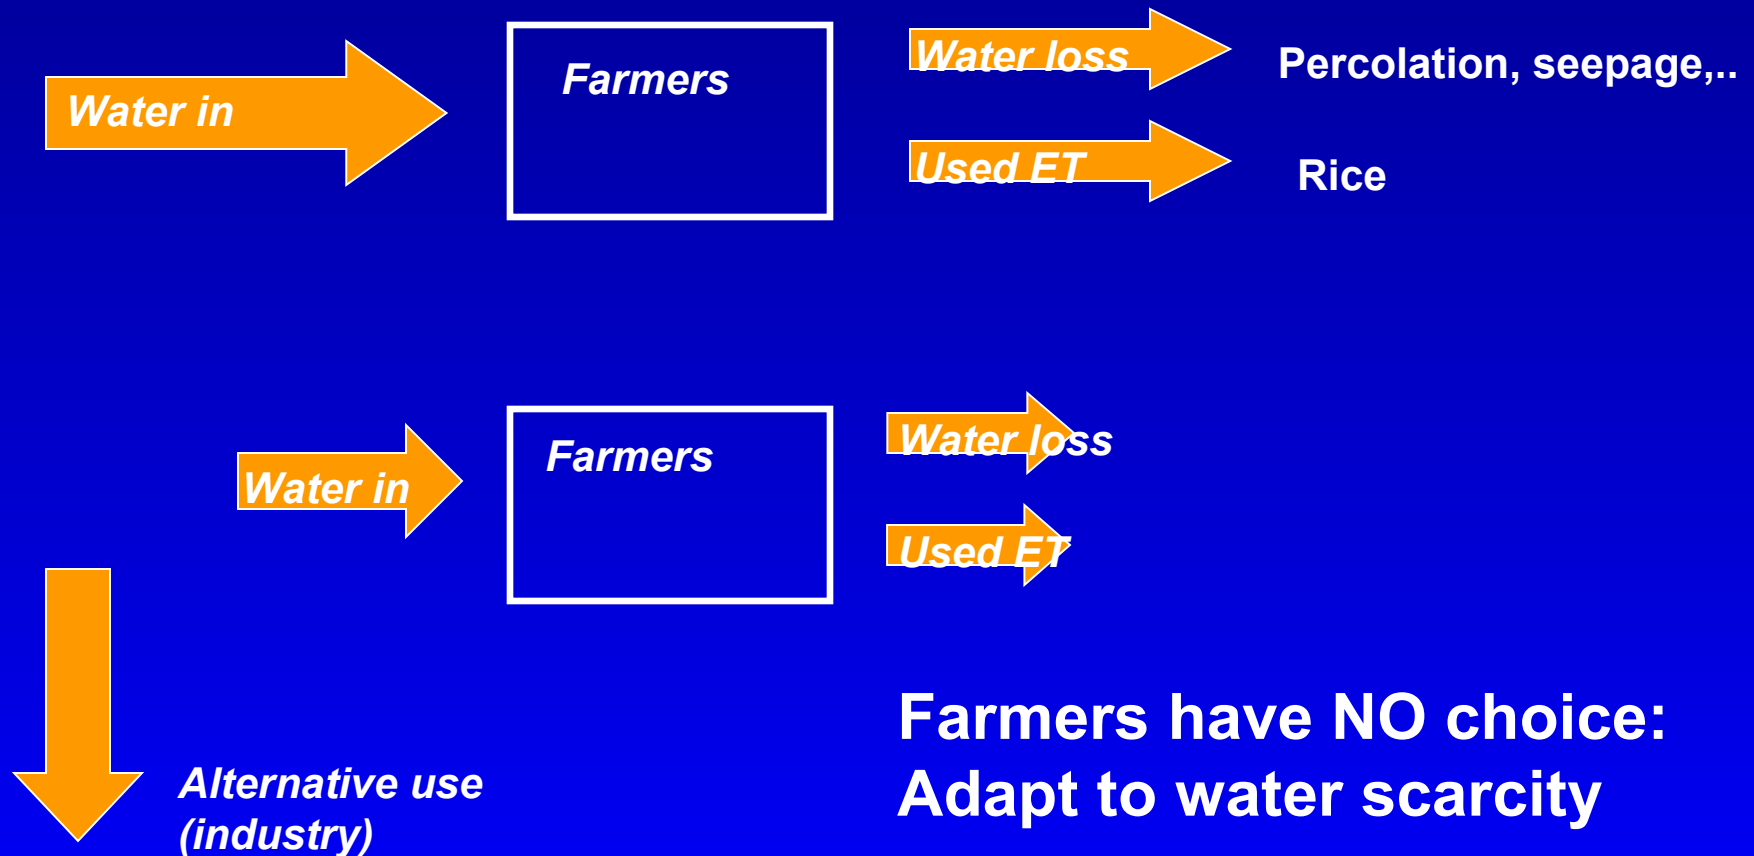 Water in
Farmers
Water loss
Percolation, seepage,..
Used ET
Rice
Water in
Farmers
Water loss
Used ET
Alternative use
(industry)
Farmers have NO choice:
Adapt to water scarcity